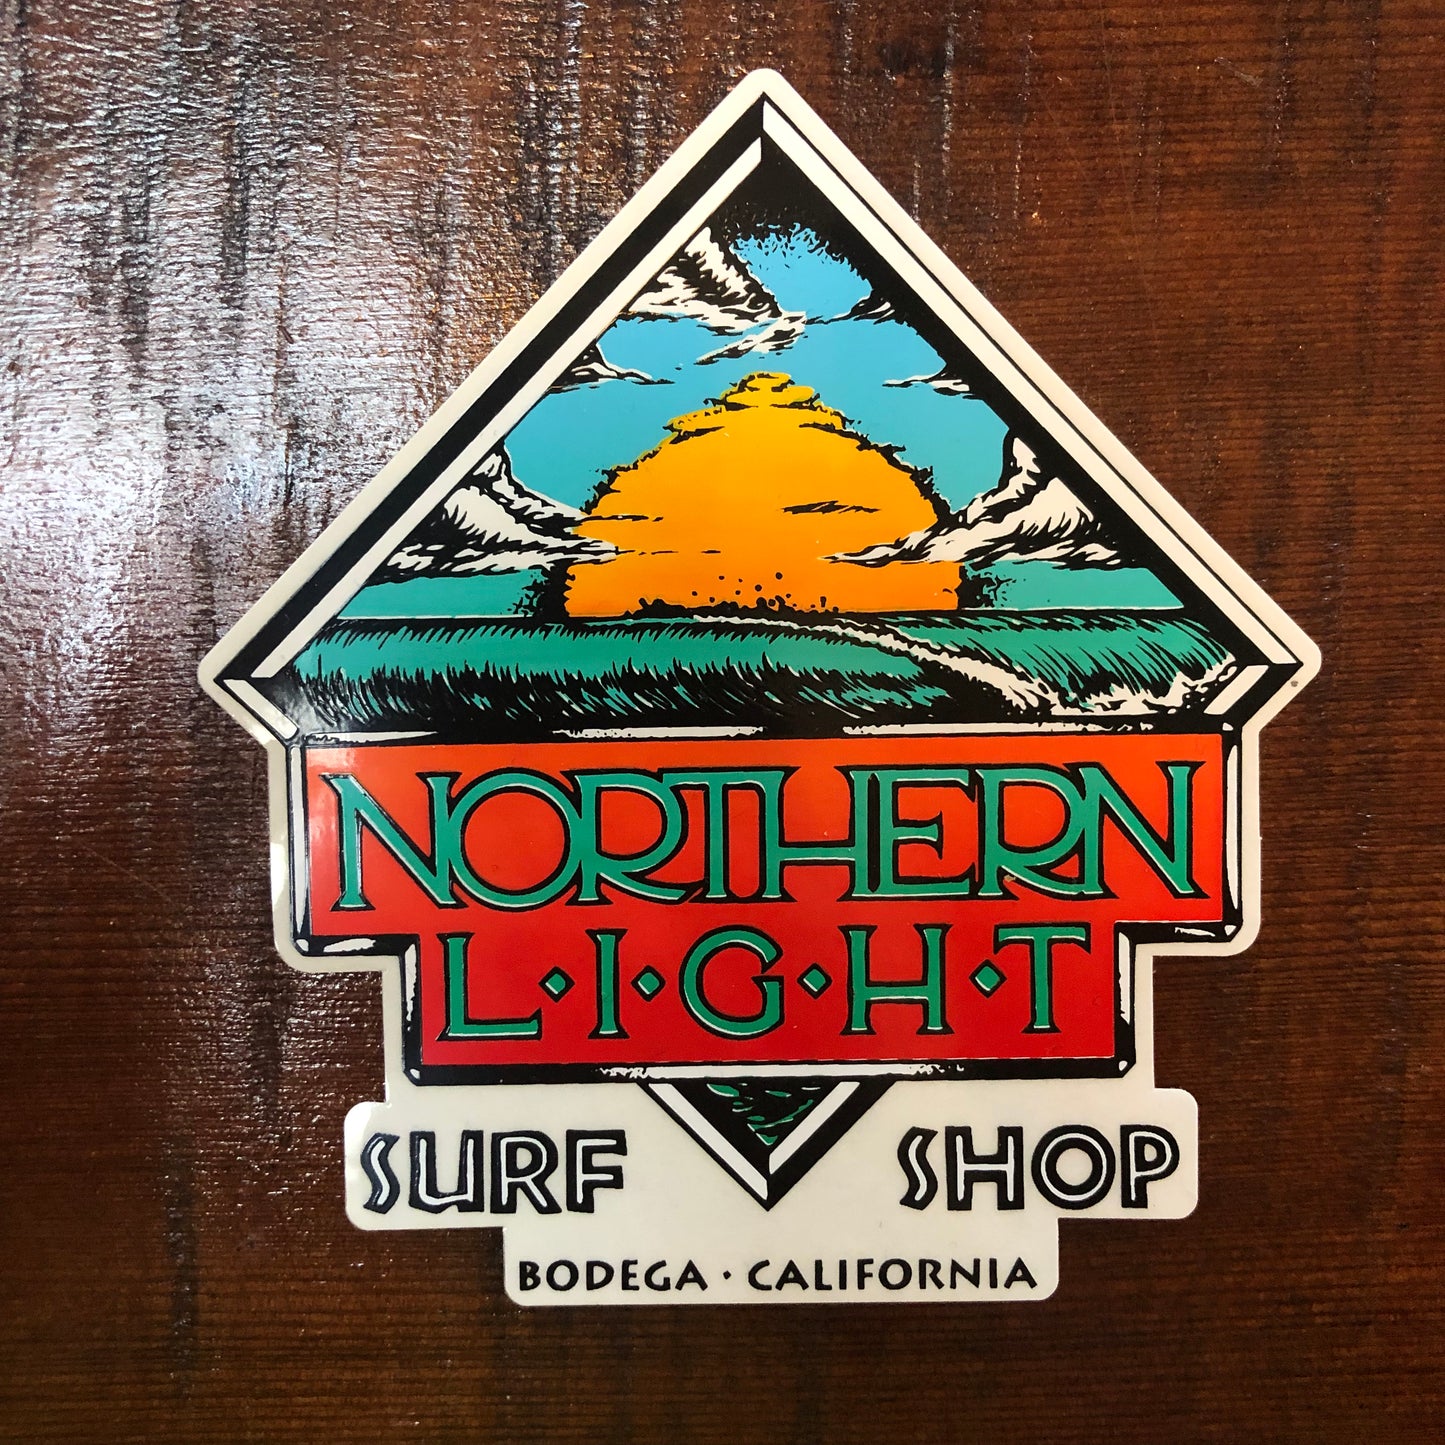 NORTHERN
L·I·G·H·T
SURF SHOP
BODEGA · CALIFORNIA